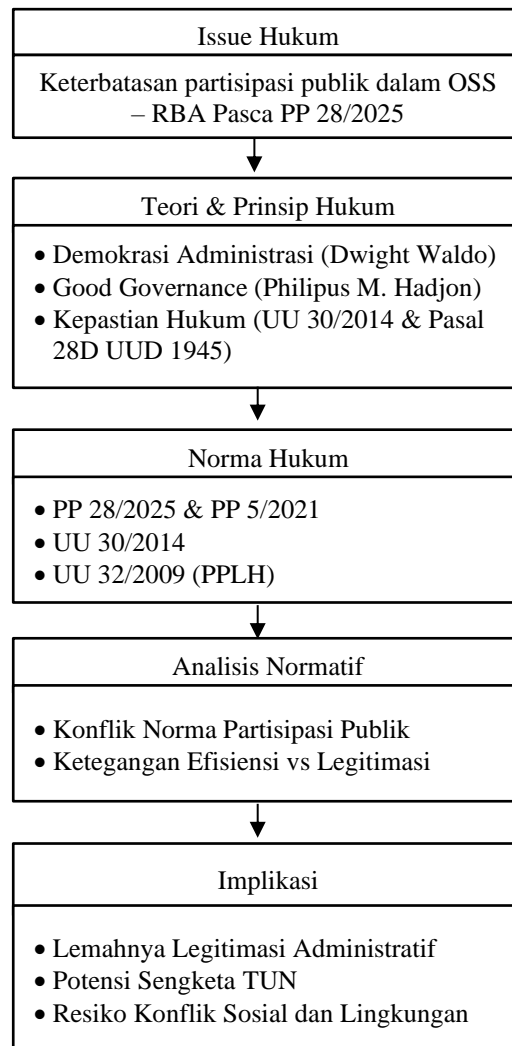 Issue Hukum
Keterbatasan partisipasi publik dalam OSS
– RBA Pasca PP 28/2025
Teori & Prinsip Hukum
• Demokrasi Administrasi (Dwight Waldo)
• Good Governance (Philipus M. Hadjon)
• Kepastian Hukum (UU 30/2014 & Pasal
28D UUD 1945)
Norma Hukum
• PP 28/2025 & PP 5/2021
• UU 30/2014
• UU 32/2009 (PPLH)
Analisis Normatif
• Konflik Norma Partisipasi Publik
• Ketegangan Efisiensi vs Legitimasi
Implikasi
• Lemahnya Legitimasi Administratif
• Potensi Sengketa TUN
• Resiko Konflik Sosial dan Lingkungan